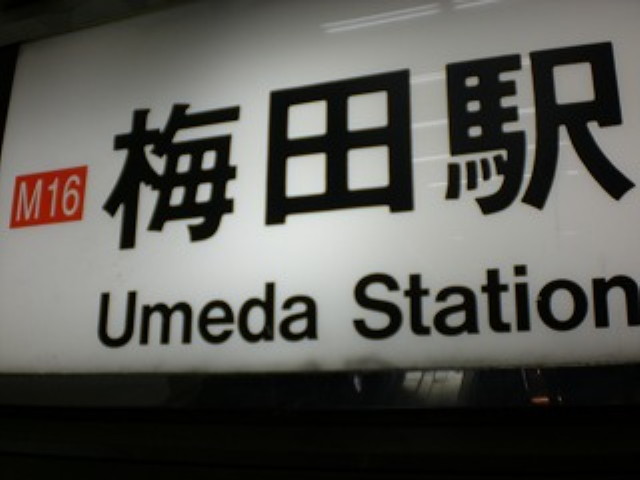 M16
梅田駅
Umeda Station